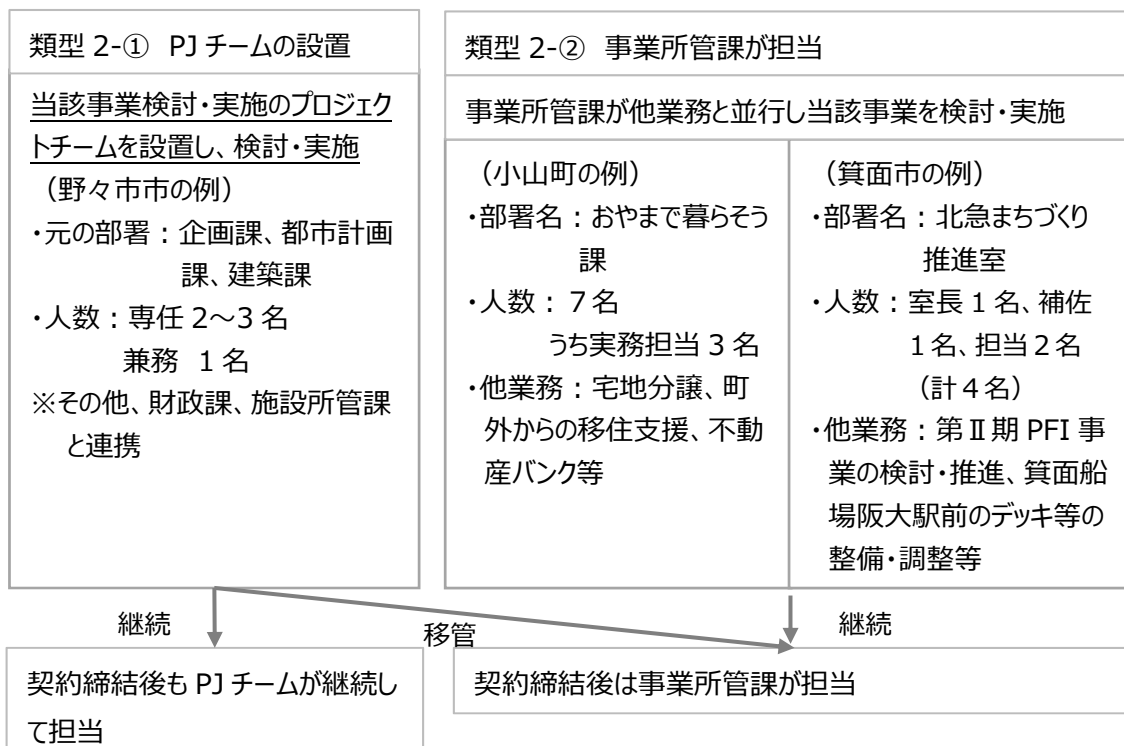 類型 2-① PJ チームの設置
当該事業検討・実施のプロジェク
トチームを設置し、検討・実施
（野々市市の例）
・元の部署：企画課、都市計画
課、建築課
・人数：専任 2～3 名
兼務 1 名
※その他、財政課、施設所管課
と連携
類型 2-② 事業所管課が担当
事業所管課が他業務と並行し当該事業を検討・実施
（小山町の例）
・部署名：おやまで暮らそう
課
・人数：７名
うち実務担当 3 名
・他業務：宅地分譲、町
外からの移住支援、不動
産バンク等
（箕面市の例）
・部署名：北急まちづくり
推進室
・人数：室長 1 名、補佐
１名、担当２名
（計４名）
・他業務：第Ⅱ期 PFI 事
業の検討・推進、箕面船
場阪大駅前のデッキ等の
整備・調整等
継続
移管
継続
契約締結後も PJ チームが継続し
て担当
契約締結後は事業所管課が担当